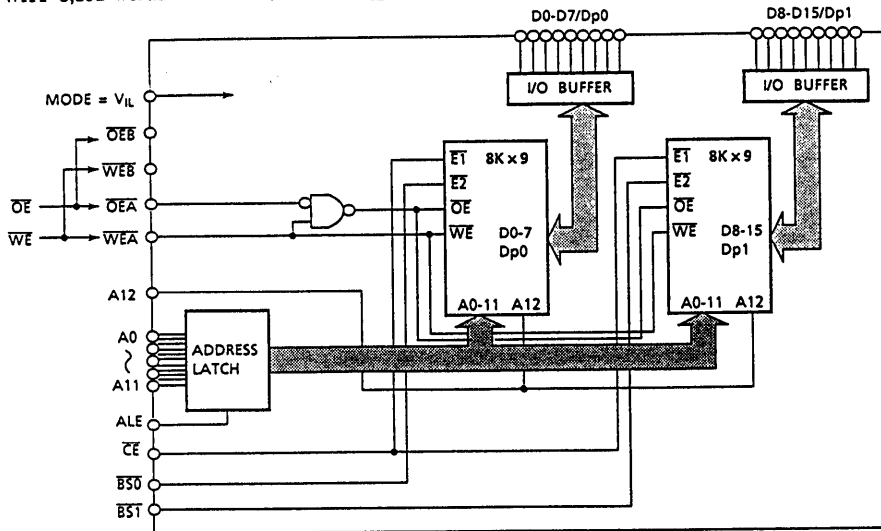 D0-D7/Dp0
D8-D15/Dp1
I/O BUFFER
I/O BUFFER
MODE = VIL
OEB
WEB
OE
OEA
WE
WEA
E1
8K x 9
E2
OE
WE
D0-7
Dp0
A0-11
A12
E1
8K x 9
E2
OE
WE
D8-15
Dp1
A0-11
A12
A12
A0
A11
ADDRESS
LATCH
ALE
CE
BS0
BS1